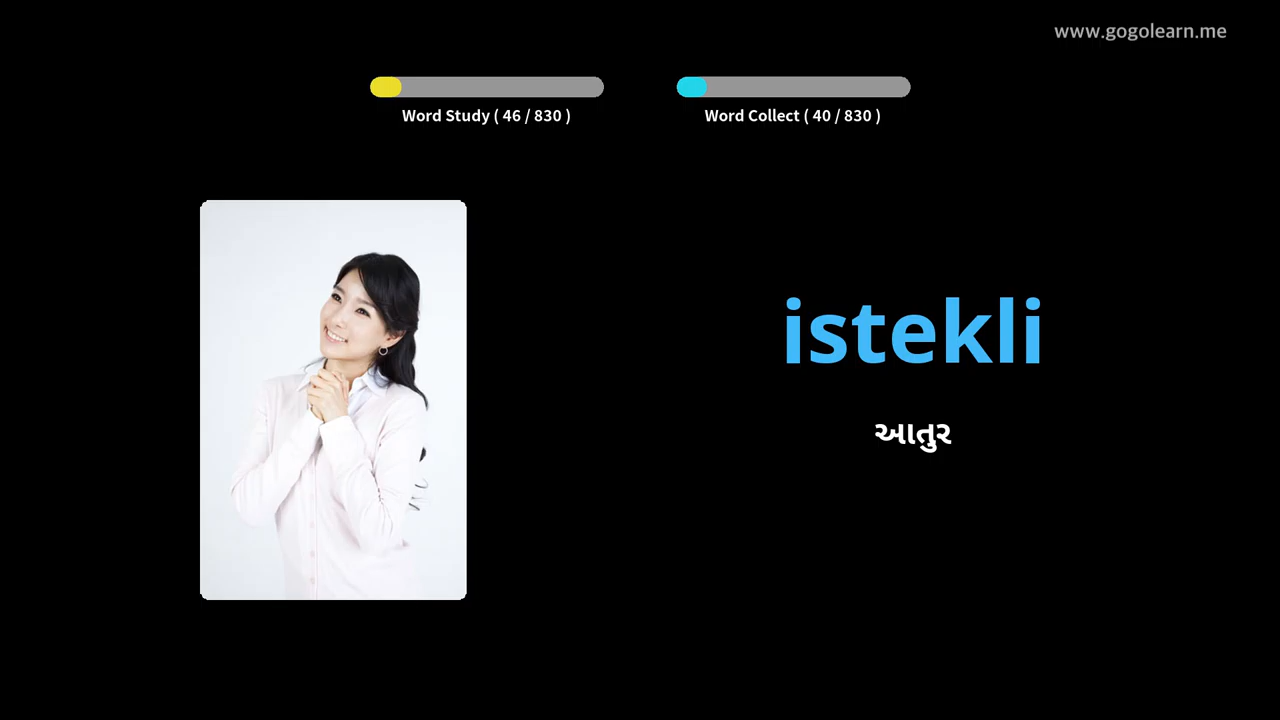 www.gogolearn.me
Word Study ( 46 / 830 )
Word Collect ( 40 / 830 )
istekli
આતુર